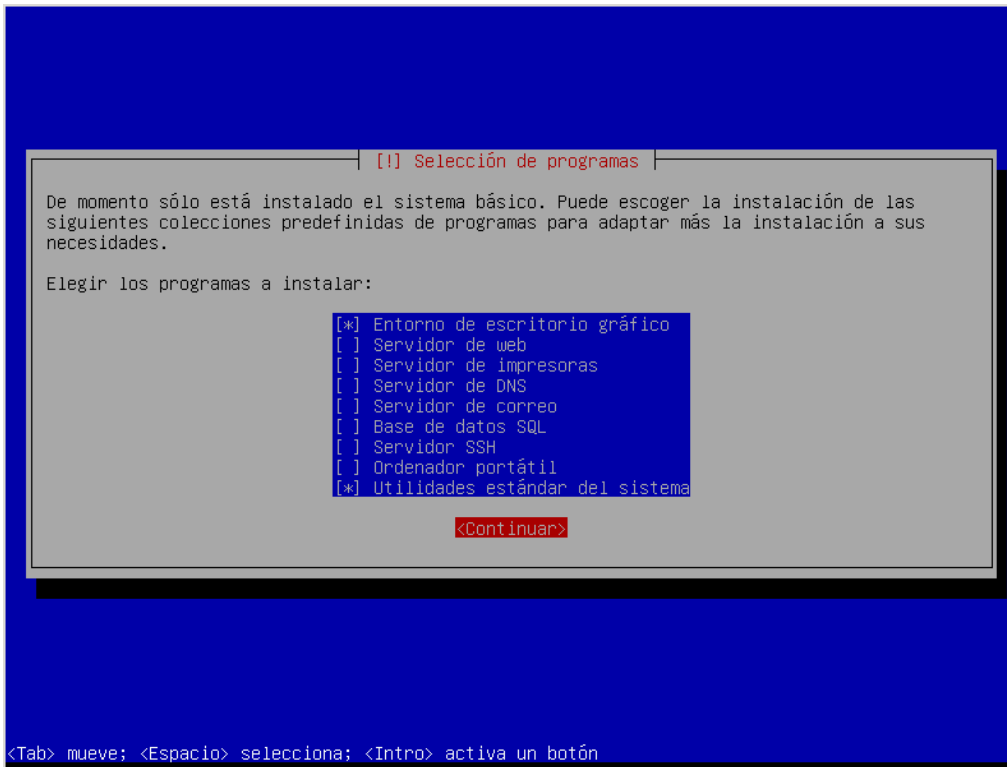 [!] Selección de programas
De momento sólo está instalado el sistema básico. Puede escoger la instalación de las
siguientes colecciones predefinidas de programas para adaptar más la instalación a sus
necesidades.
Elegir los programas a instalar:
[*] Entorno de escritorio gráfico
[ ] Servidor de web
[ ] Servidor de impresoras
[ ] Servidor de DNS
[ ] Servidor de correo
[ ] Base de datos SQL
[ ] Servidor SSH
[ ] Ordenador portátil
[*] Utilidades estándar del sistema
<Continuar>
<Tab> mueve; <Espacio> selecciona; <Intro> activa un botón